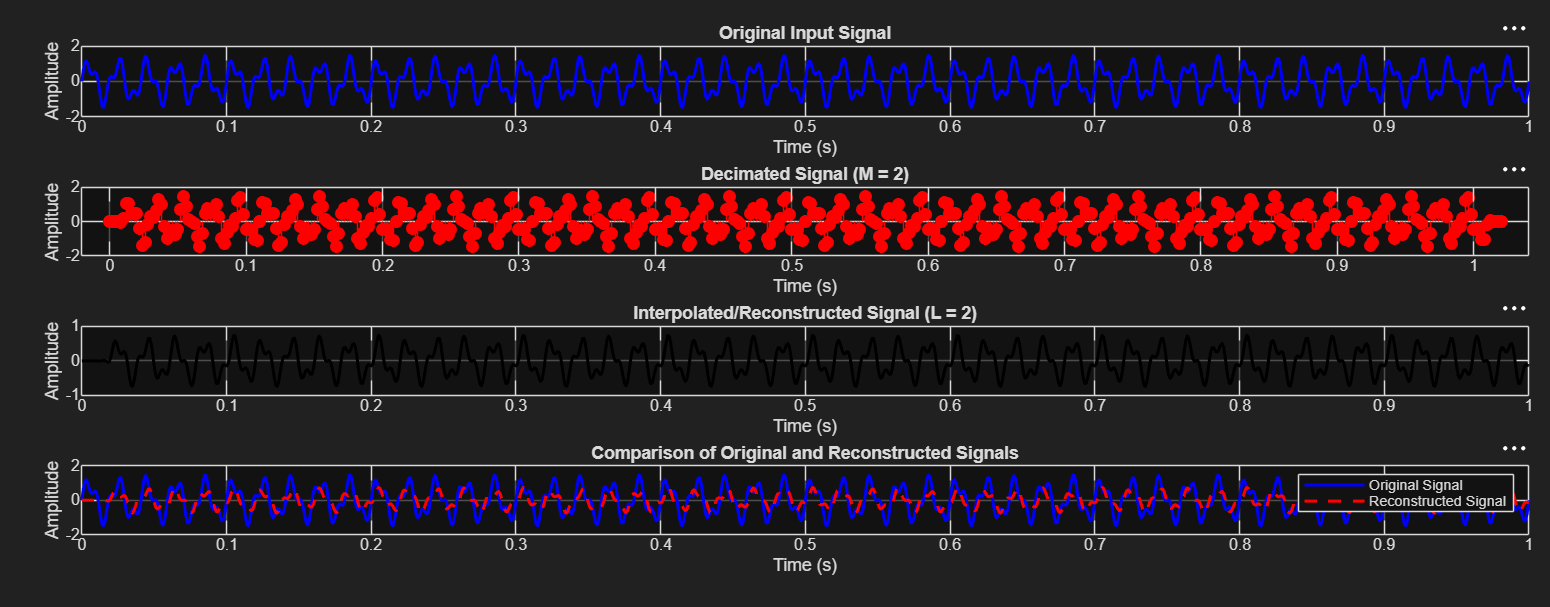 Original Input Signal
Amplitude
2
0
-2
0 0.1 0.2 0.3 0.4 0.5 0.6 0.7 0.8 0.9 1
Time (s)
Decimated Signal (M = 2)
Amplitude
2
0
-2
0 0.1 0.2 0.3 0.4 0.5 0.6 0.7 0.8 0.9 1
Time (s)
Interpolated/Reconstructed Signal (L = 2)
Amplitude
1
0
-1
0 0.1 0.2 0.3 0.4 0.5 0.6 0.7 0.8 0.9 1
Time (s)
Comparison of Original and Reconstructed Signals
Amplitude
2
0
-2
Original Signal
Reconstructed Signal
0 0.1 0.2 0.3 0.4 0.5 0.6 0.7 0.8 0.9 1
Time (s)